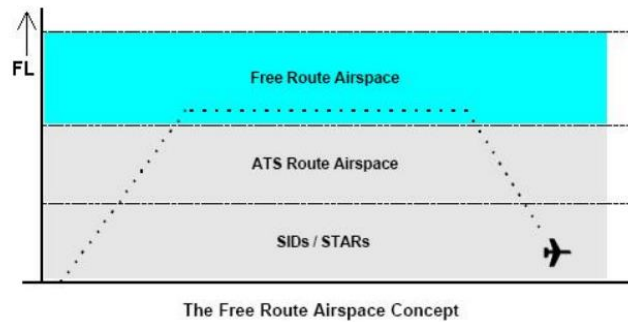 FL
Free Route Airspace
ATS Route Airspace
SIDs / STARs
The Free Route Airspace Concept